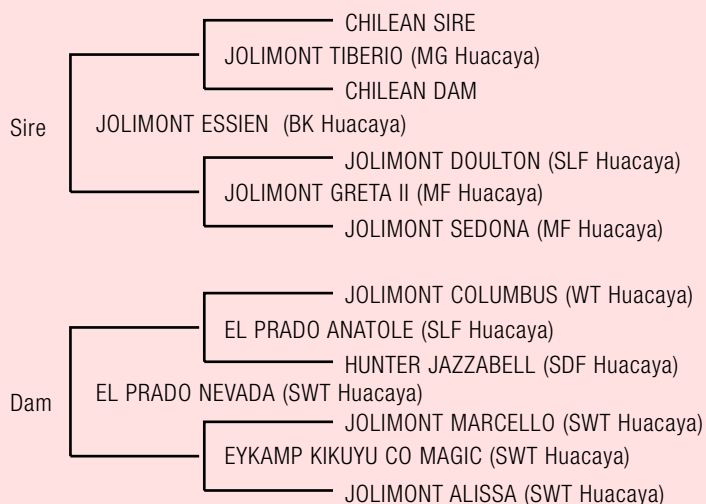 CHILEAN SIRE
JOLIMONT TIBERIO (MG Huacaya)
CHILEAN DAM
Sire
JOLIMONT ESSIEN (BK Huacaya)
JOLIMONT DOULTON (SLF Huacaya)
JOLIMONT GRETA II (MF Huacaya)
JOLIMONT SEDONA (MF Huacaya)
JOLIMONT COLUMBUS (WT Huacaya)
EL PRADO ANATOLE (SLF Huacaya)
HUNTER JAZZABELL (SDF Huacaya)
Dam
EL PRADO NEVADA (SWT Huacaya)
JOLIMONT MARCELLO (SWT Huacaya)
EYKAMP KIKUYU CO MAGIC (SWT Huacaya)
JOLIMONT ALISSA (SWT Huacaya)